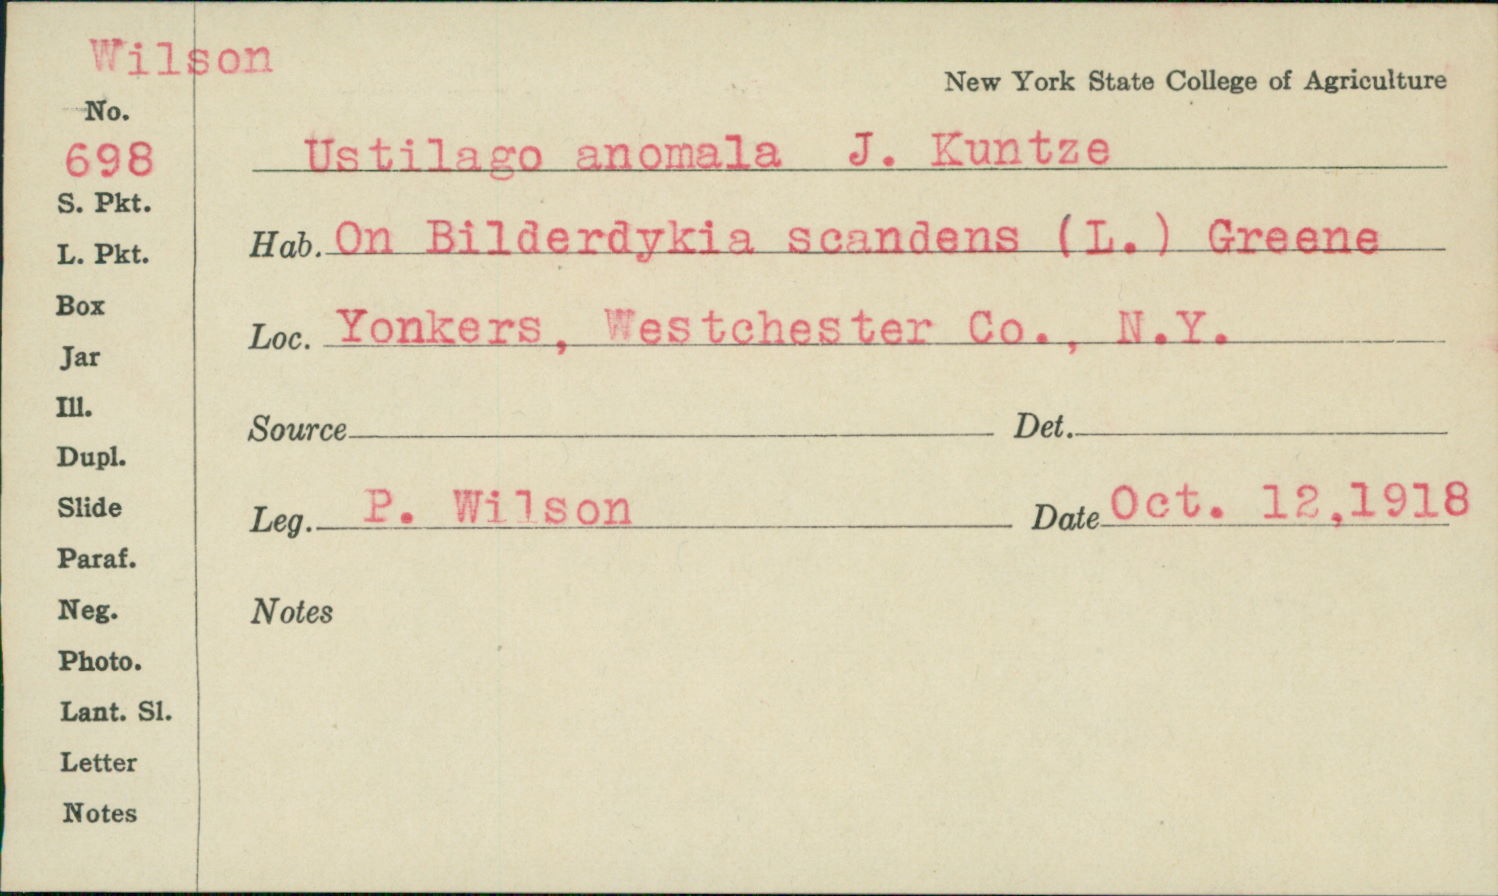 Wilson
New York State College of Agriculture
No.
698
Ustilago anomala J. Kuntze
S. Pkt.
Hab. On Bilderdykia scandens (L.) Greene
L. Pkt.
Box
Loc. Yonkers, Westchester Co., N.Y.
Jar
Ill.
Source Det.
Dupl.
Slide
Leg. P. Wilson Date Oct. 12,1918
Paraf.
Neg.
Notes
Photo.
Lant. Sl.
Letter
Notes